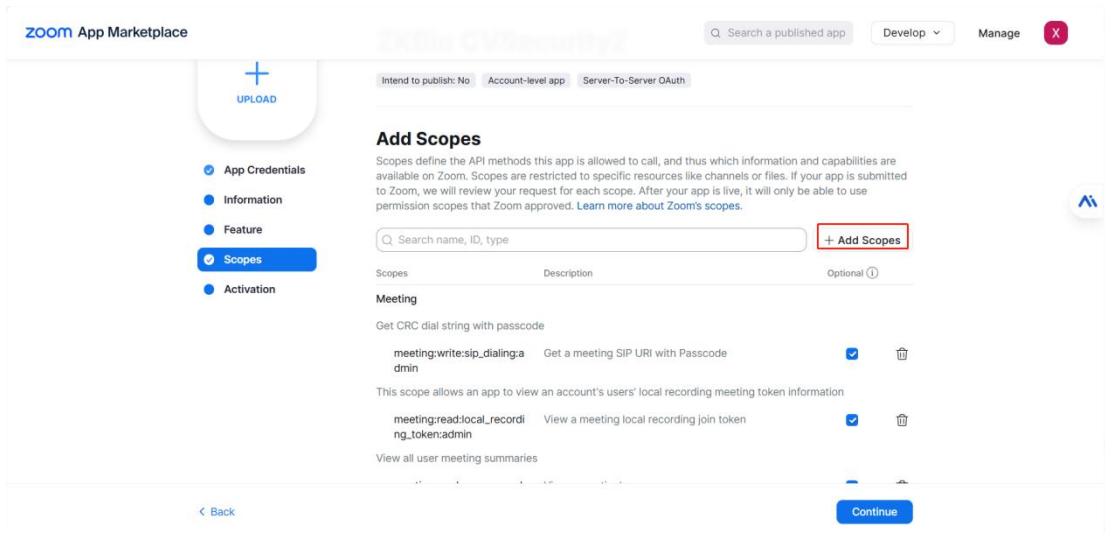 zoom App Marketplace
Search a published app
Develop
Manage
X
UPLOAD
Intend to publish: No
Account-level app
Server-To-Server OAuth
App Credentials
Information
Feature
Scopes
Activation
Add Scopes
Scopes define the API methods this app is allowed to call, and thus which information and capabilities are
available on Zoom. Scopes are restricted to specific resources like channels or files. If your app is submitted
to Zoom, we will review your request for each scope. After your app is live, it will only be able to use
permission scopes that Zoom approved. Learn more about Zoom's scopes.
Search name, ID, type
+ Add Scopes
Scopes
Description
Optional
Meeting
Get CRC dial string with passcode
meeting:write:sip_dialing:a
dmin
Get a meeting SIP URI with Passcode
This scope allows an app to view an account's users' local recording meeting token information
meeting:read:local_recordi
ng_token:admin
View a meeting local recording join token
View all user meeting summaries
< Back
Continue